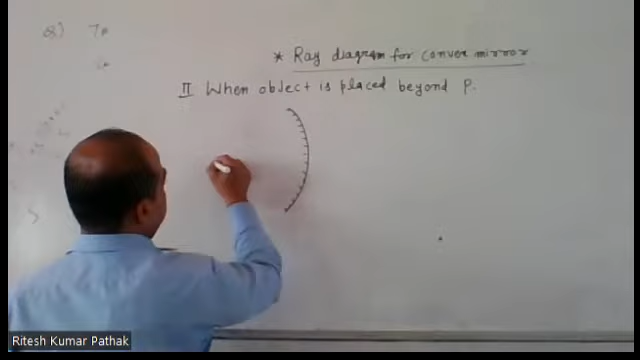 * Ray diagram for convex mirror
II When object is placed beyond P.
Ritesh Kumar Pathak